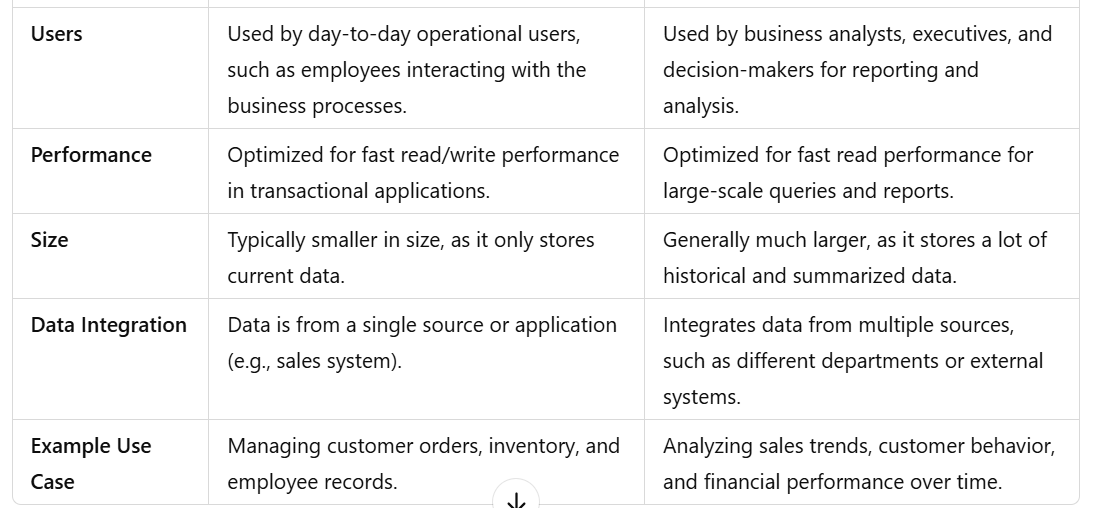 Users
Used by day-to-day operational users,
such as employees interacting with the
business processes.
Used by business analysts, executives, and
decision-makers for reporting and
analysis.
Performance
Optimized for fast read/write performance
in transactional applications.
Optimized for fast read performance for
large-scale queries and reports.
Size
Typically smaller in size, as it only stores
current data.
Generally much larger, as it stores a lot of
historical and summarized data.
Data Integration
Data is from a single source or application
(e.g., sales system).
Integrates data from multiple sources,
such as different departments or external
systems.
Example Use
Case
Managing customer orders, inventory, and
employee records.
Analyzing sales trends, customer behavior,
and financial performance over time.